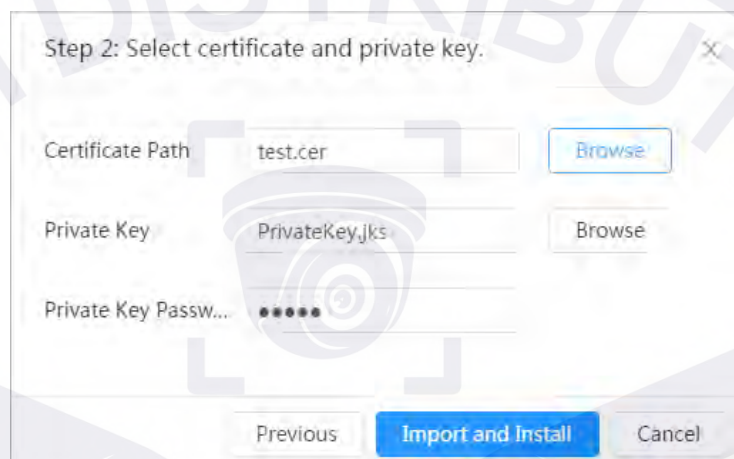 Step 2: Select certificate and private key.
Certificate Path test.cer Browse
Private Key PrivateKey.jks Browse
Private Key Passw... •••••
Previous Import and Install Cancel